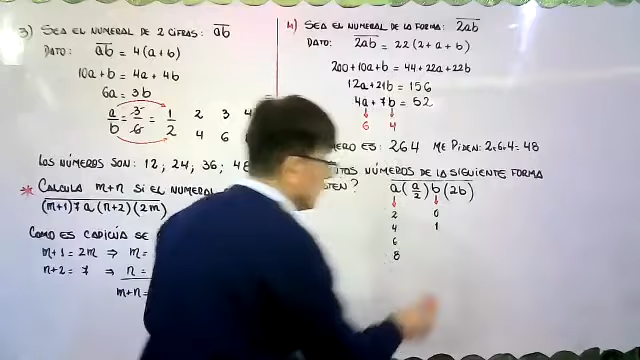 3) SEA EL NUMERAL DE 2 CIFRAS: ab
DATO: ab = 4(a+b)
10a+b = 4a+4b
6a = 3b
a/b = 3/6 = 1/2 2 3 4
4 6
LOS NÚMEROS SON: 12, 24, 36, 48
* CALCULA m+n SI EL NUMERAL
(m+1)7a(n+2)(2m)
COMO ES CAPICÚA SE
m+1 = 2m ⇒ m =
n+2 = 7 ⇒ n =
m+n =
4) SEA EL NUMERAL DE LA FORMA: 2ab
DATO: 2ab = 22(2+a+b)
200+10a+b = 44+22a+22b
12a+21b = 156
4a+7b = 52
6 4
ERO ES: 264 ME PIDEN: 2×6×4=48
NÚMEROS DE LA SIGUIENTE FORMA
? a(a/2)b(2b)
2 0
4 1
6
8